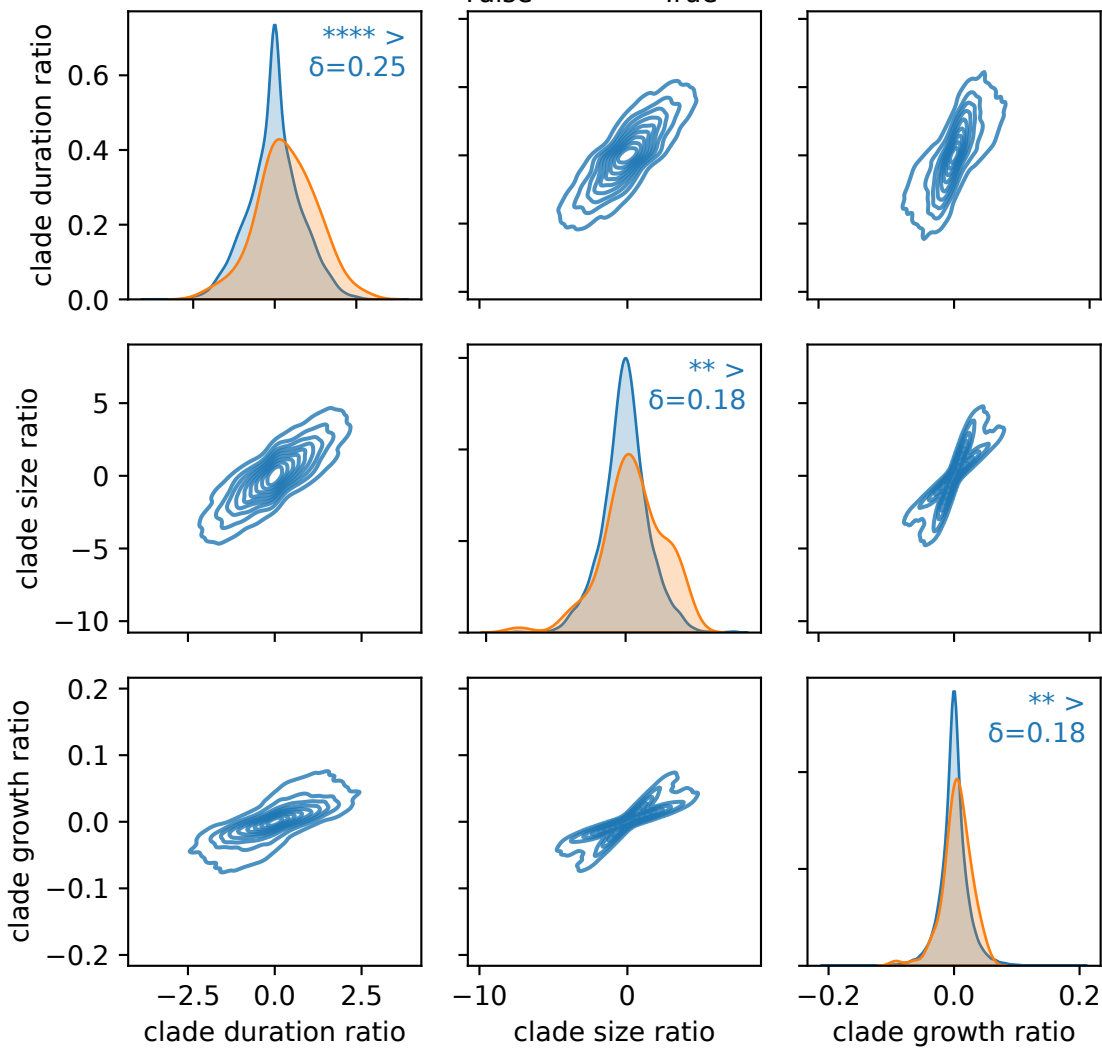 clade duration ratio
0.6
0.4
0.2
0.0
**** >
δ=0.25
clade size ratio
5
0
−5
−10
** >
δ=0.18
clade growth ratio
0.2
0.1
0.0
−0.1
−0.2
** >
δ=0.18
−2.5 0.0 2.5
−10 0
−0.2 0.0 0.2
clade duration ratio
clade size ratio
clade growth ratio